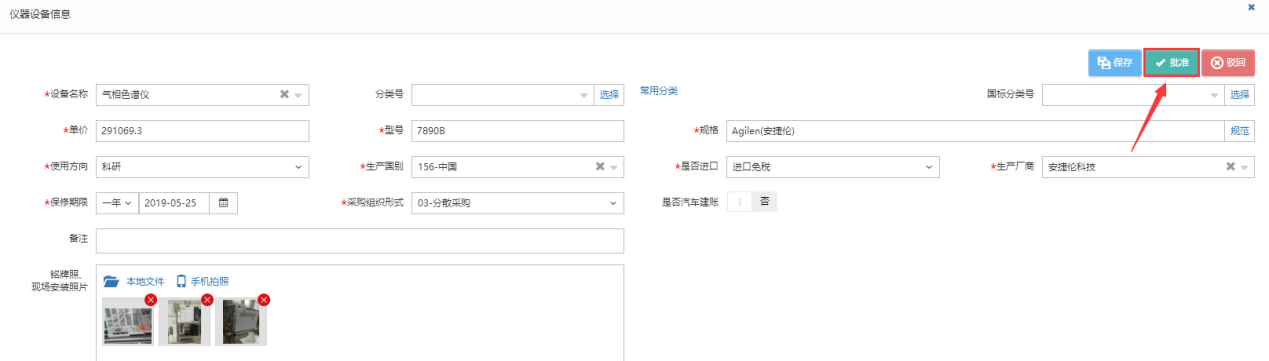 仪器设备信息
保存 批准 驳回
*设备名称 气相色谱仪 分类号 选择 常用分类 国标分类号 选择
*单价 291069.3 *型号 7890B *规格 Agilen(安捷伦) 规范
*使用方向 科研 *生产国别 156-中国 *是否进口 进口免税 *生产厂商 安捷伦科技
*保修期限 一年 2019-05-25 *采购组织形式 03-分散采购 是否汽车建账 否
备注
铭牌照、
现场安装照片 本地文件 手机拍照